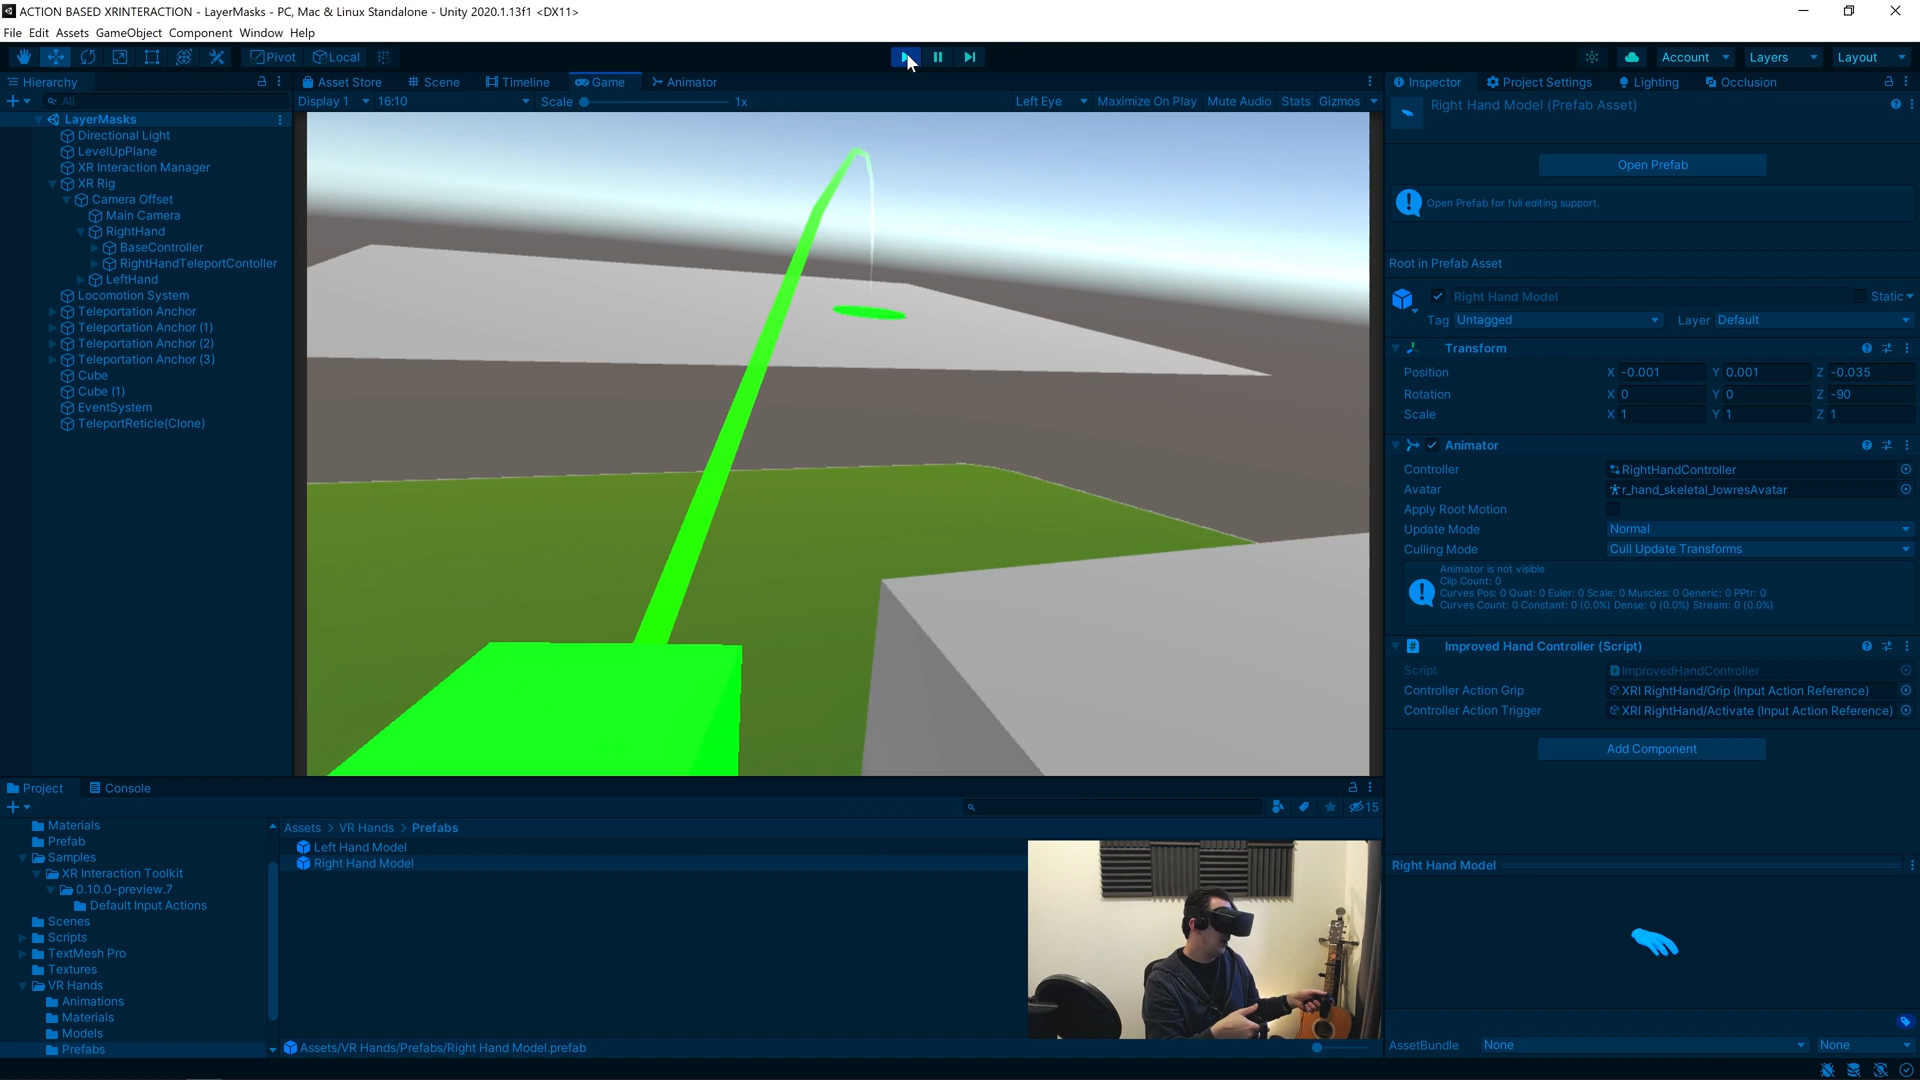 ACTION BASED XRINTERACTION - LayerMasks - PC, Mac & Linux Standalone - Unity 2020.1.13f1 <DX11>
File Edit Assets GameObject Component Window Help
Pivot Local Account Layers Layout
Hierarchy
All
LayerMasks
Directional Light
LevelUpPlane
XR Interaction Manager
XR Rig
Camera Offset
Main Camera
RightHand
BaseController
RightHandTeleportContoller
LeftHand
Locomotion System
Teleportation Anchor
Teleportation Anchor (1)
Teleportation Anchor (2)
Teleportation Anchor (3)
Cube
Cube (1)
EventSystem
TeleportReticle(Clone)
Asset Store Scene Timeline Game Animator
Display 1 16:10 Scale 1x Left Eye Maximize On Play Mute Audio Stats Gizmos
Inspector Project Settings Lighting Occlusion
Right Hand Model (Prefab Asset)
Open Prefab
Open Prefab for full editing support.
Root in Prefab Asset
Right Hand Model Static
Tag Untagged Layer Default
Transform
Position X -0.001 Y 0.001 Z -0.035
Rotation X 0 Y 0 Z -90
Scale X 1 Y 1 Z 1
Animator
Controller RightHandController
Avatar r_hand_skeletal_lowresAvatar
Apply Root Motion
Update Mode Normal
Culling Mode Cull Update Transforms
Animator is not visible
Clip Count: 0
Curves Pos: 0 Quat: 0 Euler: 0 Scale: 0 Muscles: 0 Generic: 0 PPtr: 0
Curves Count: 0 Constant: 0 (0.0%) Dense: 0 (0.0%) Stream: 0 (0.0%)
Improved Hand Controller (Script)
Script ImprovedHandController
Controller Action Grip XRI RightHand/Grip (Input Action Reference)
Controller Action Trigger XRI RightHand/Activate (Input Action Reference)
Add Component
Right Hand Model
AssetBundle None None
Project Console
15
Materials
Prefab
Samples
XR Interaction Toolkit
0.10.0-preview.7
Default Input Actions
Scenes
Scripts
TextMesh Pro
Textures
VR Hands
Animations
Materials
Models
Prefabs
Assets > VR Hands > Prefabs
Left Hand Model
Right Hand Model
Assets/VR Hands/Prefabs/Right Hand Model.prefab